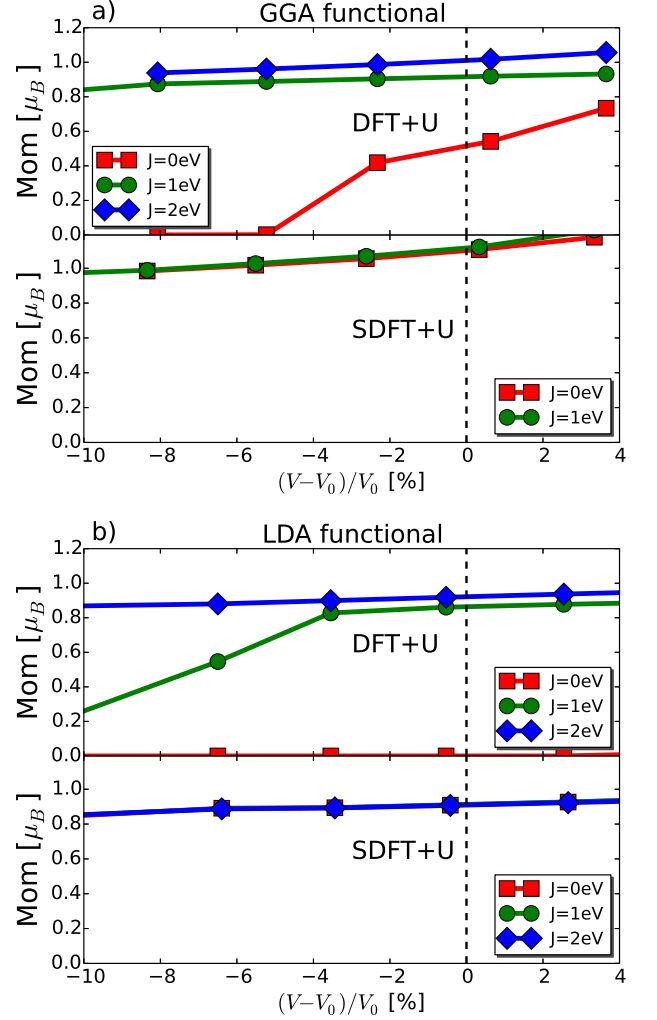 a) GGA functional
1.2
1.0
0.8
0.6
0.4
0.2
0.0
Mom [μB]
DFT+U
J=0eV
J=1eV
J=2eV
1.0
0.8
0.6
0.4
0.2
0.0
Mom [μB]
SDFT+U
J=0eV
J=1eV
−10 −8 −6 −4 −2 0 2 4
(V−V0)/V0 [%]
b) LDA functional
1.2
1.0
0.8
0.6
0.4
0.2
0.0
Mom [μB]
DFT+U
J=0eV
J=1eV
J=2eV
1.0
0.8
0.6
0.4
0.2
0.0
Mom [μB]
SDFT+U
J=0eV
J=1eV
J=2eV
−10 −8 −6 −4 −2 0 2 4
(V−V0)/V0 [%]